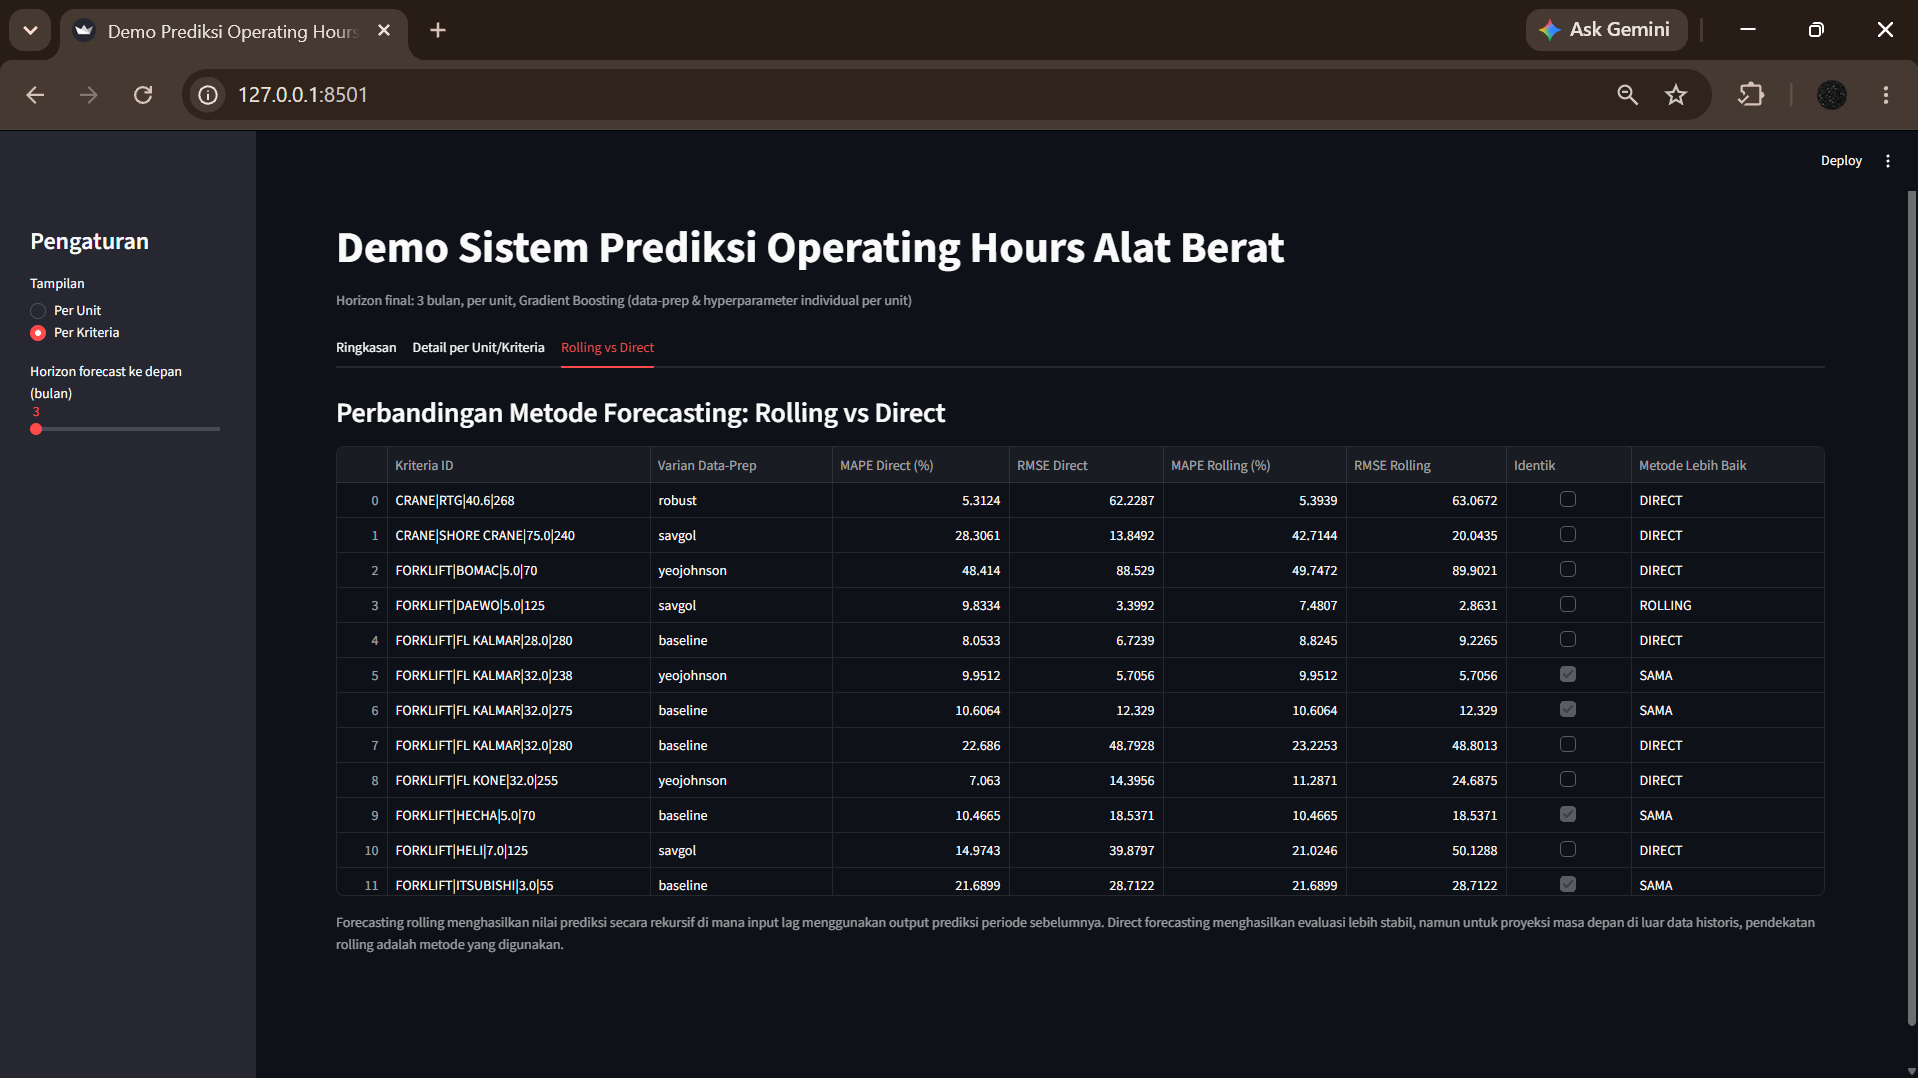 Demo Prediksi Operating Hours
Ask Gemini
127.0.0.1:8501
Deploy
Pengaturan
Tampilan
Per Unit
Per Kriteria
Horizon forecast ke depan
(bulan)
3
Demo Sistem Prediksi Operating Hours Alat Berat
Horizon final: 3 bulan, per unit, Gradient Boosting (data-prep & hyperparameter individual per unit)
Ringkasan Detail per Unit/Kriteria Rolling vs Direct
Perbandingan Metode Forecasting: Rolling vs Direct
Kriteria ID Varian Data-Prep MAPE Direct (%) RMSE Direct MAPE Rolling (%) RMSE Rolling Identik Metode Lebih Baik
0 CRANE|RTG|40.6|268 robust 5.3124 62.2287 5.3939 63.0672 DIRECT
1 CRANE|SHORE CRANE|75.0|240 savgol 28.3061 13.8492 42.7144 20.0435 DIRECT
2 FORKLIFT|BOMAC|5.0|70 yeojohnson 48.414 88.529 49.7472 89.9021 DIRECT
3 FORKLIFT|DAEWO|5.0|125 savgol 9.8334 3.3992 7.4807 2.8631 ROLLING
4 FORKLIFT|FL KALMAR|28.0|280 baseline 8.0533 6.7239 8.8245 9.2265 DIRECT
5 FORKLIFT|FL KALMAR|32.0|238 yeojohnson 9.9512 5.7056 9.9512 5.7056 SAMA
6 FORKLIFT|FL KALMAR|32.0|275 baseline 10.6064 12.329 10.6064 12.329 SAMA
7 FORKLIFT|FL KALMAR|32.0|280 baseline 22.686 48.7928 23.2253 48.8013 DIRECT
8 FORKLIFT|FL KONE|32.0|255 yeojohnson 7.063 14.3956 11.2871 24.6875 DIRECT
9 FORKLIFT|HECHA|5.0|70 baseline 10.4665 18.5371 10.4665 18.5371 SAMA
10 FORKLIFT|HELI|7.0|125 savgol 14.9743 39.8797 21.0246 50.1288 DIRECT
11 FORKLIFT|ITSUBISHI|3.0|55 baseline 21.6899 28.7122 21.6899 28.7122 SAMA
Forecasting rolling menghasilkan nilai prediksi secara rekursif di mana input lag menggunakan output prediksi periode sebelumnya. Direct forecasting menghasilkan evaluasi lebih stabil, namun untuk proyeksi masa depan di luar data historis, pendekatan
rolling adalah metode yang digunakan.